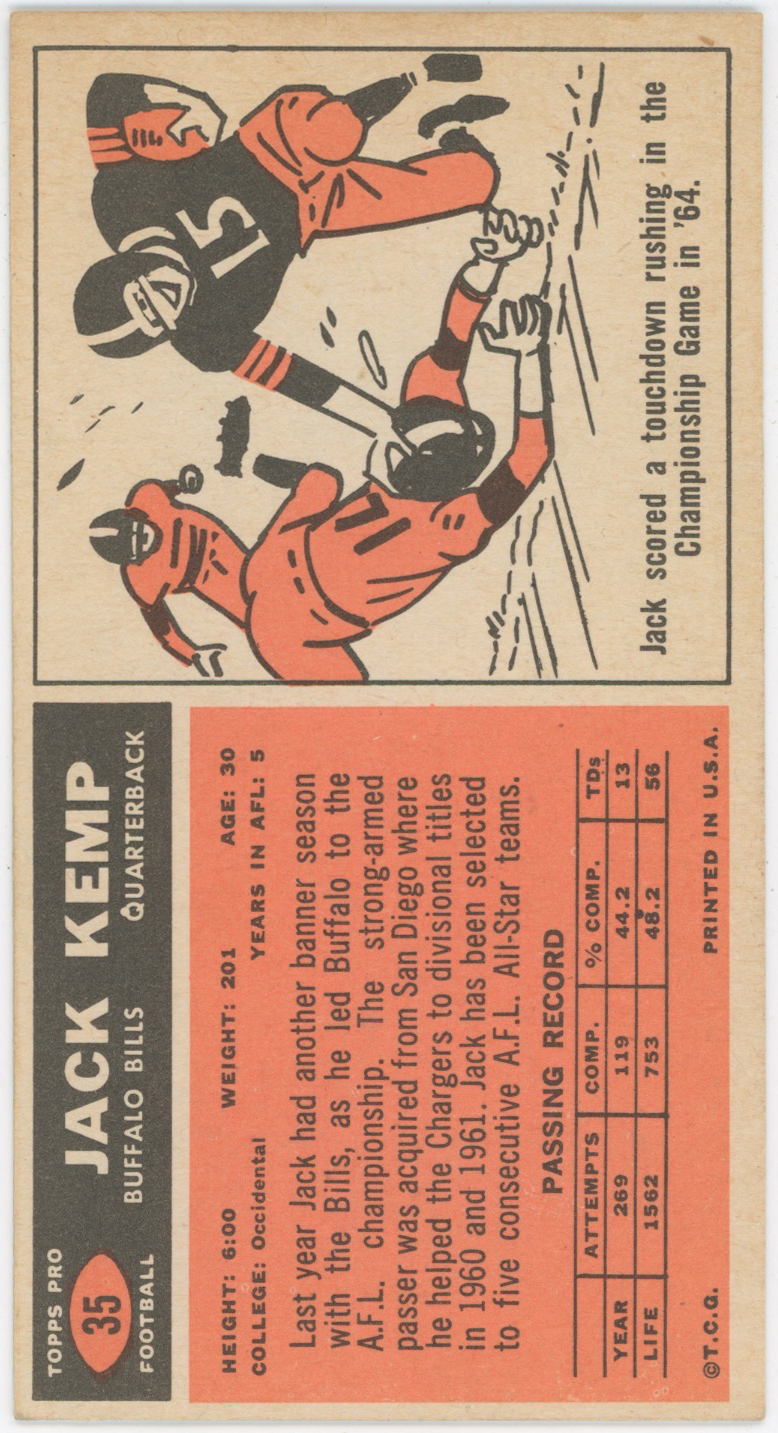 TOPPS PRO
35
FOOTBALL
JACK KEMP
BUFFALO BILLS QUARTERBACK
HEIGHT: 6:00 WEIGHT: 201 AGE: 30
COLLEGE: Occidental YEARS IN AFL: 5
Last year Jack had another banner season
with the Bills, as he led Buffalo to the
A.F.L. championship. The strong-armed
passer was acquired from San Diego where
he helped the Chargers to divisional titles
in 1960 and 1961. Jack has been selected
to five consecutive A.F.L. All-Star teams.
PASSING RECORD
ATTEMPTS COMP. % COMP. TDs
YEAR 269 119 44.2 13
LIFE 1562 753 48.2 56
©T.C.G. PRINTED IN U.S.A.
15
17
Jack scored a touchdown rushing in the
Championship Game in '64.